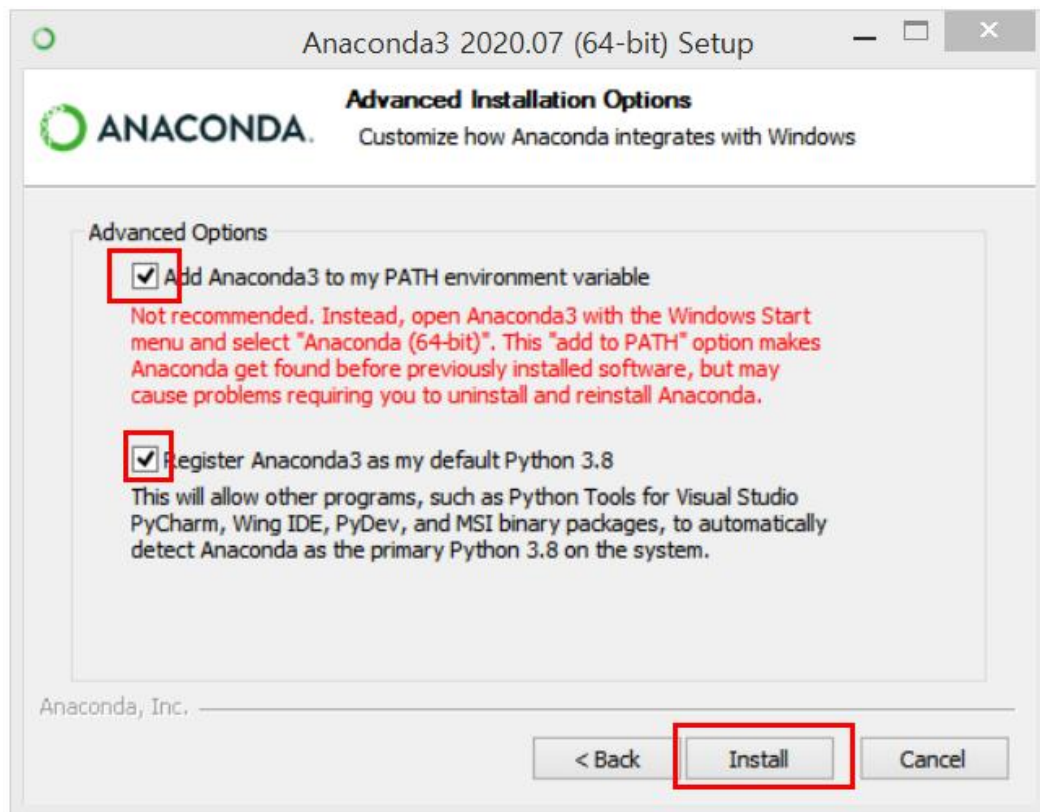 Anaconda3 2020.07 (64-bit) Setup
ANACONDA.
Advanced Installation Options
Customize how Anaconda integrates with Windows
Advanced Options
Add Anaconda3 to my PATH environment variable
Not recommended. Instead, open Anaconda3 with the Windows Start
menu and select "Anaconda (64-bit)". This "add to PATH" option makes
Anaconda get found before previously installed software, but may
cause problems requiring you to uninstall and reinstall Anaconda.
Register Anaconda3 as my default Python 3.8
This will allow other programs, such as Python Tools for Visual Studio
PyCharm, Wing IDE, PyDev, and MSI binary packages, to automatically
detect Anaconda as the primary Python 3.8 on the system.
Anaconda, Inc.
< Back Install Cancel